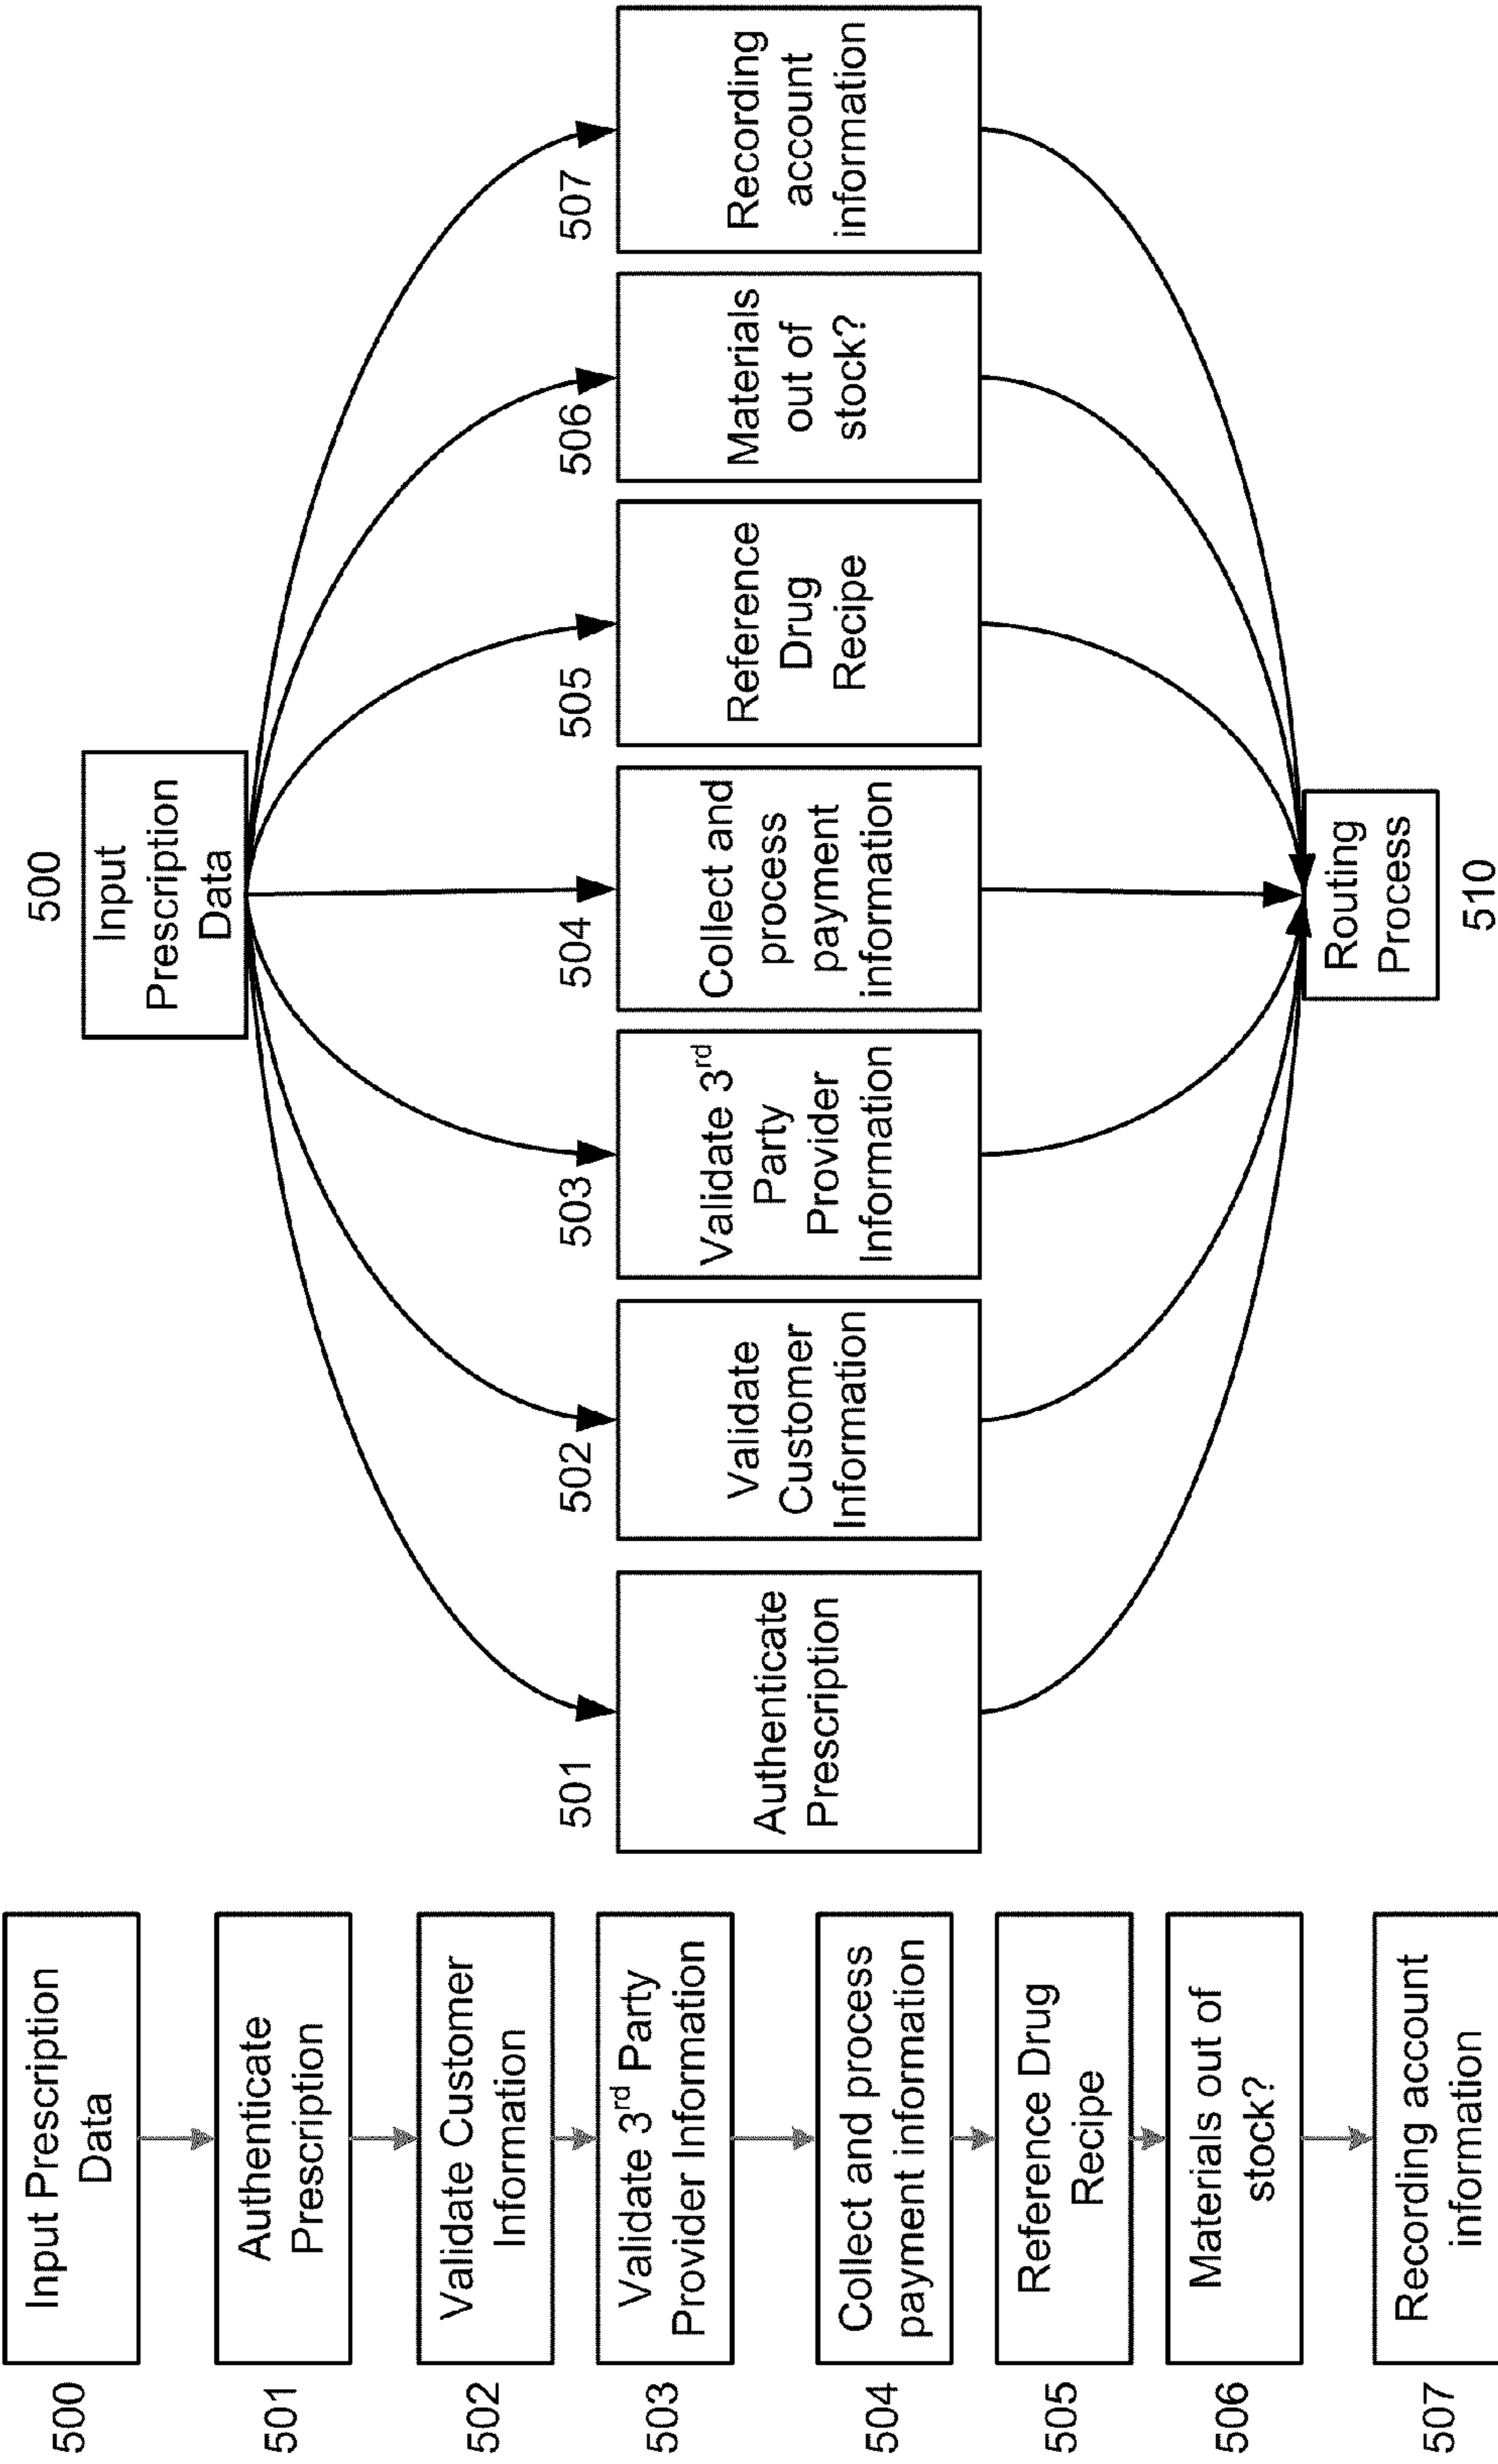 500
Input Prescription
Data
501
Authenticate
Prescription
502
Validate Customer
Information
503
Validate 3rd Party
Provider Information
504
Collect and process
payment information
505
Reference Drug
Recipe
506
Materials out of
stock?
507
Recording account
information
500
Input
Prescription
Data
501
Authenticate
Prescription
502
Validate
Customer
Information
503
Validate 3rd
Party
Provider
Information
504
Collect and
process
payment
information
505
Reference
Drug
Recipe
506
Materials
out of
stock?
507
Recording
account
information
Routing
Process
510